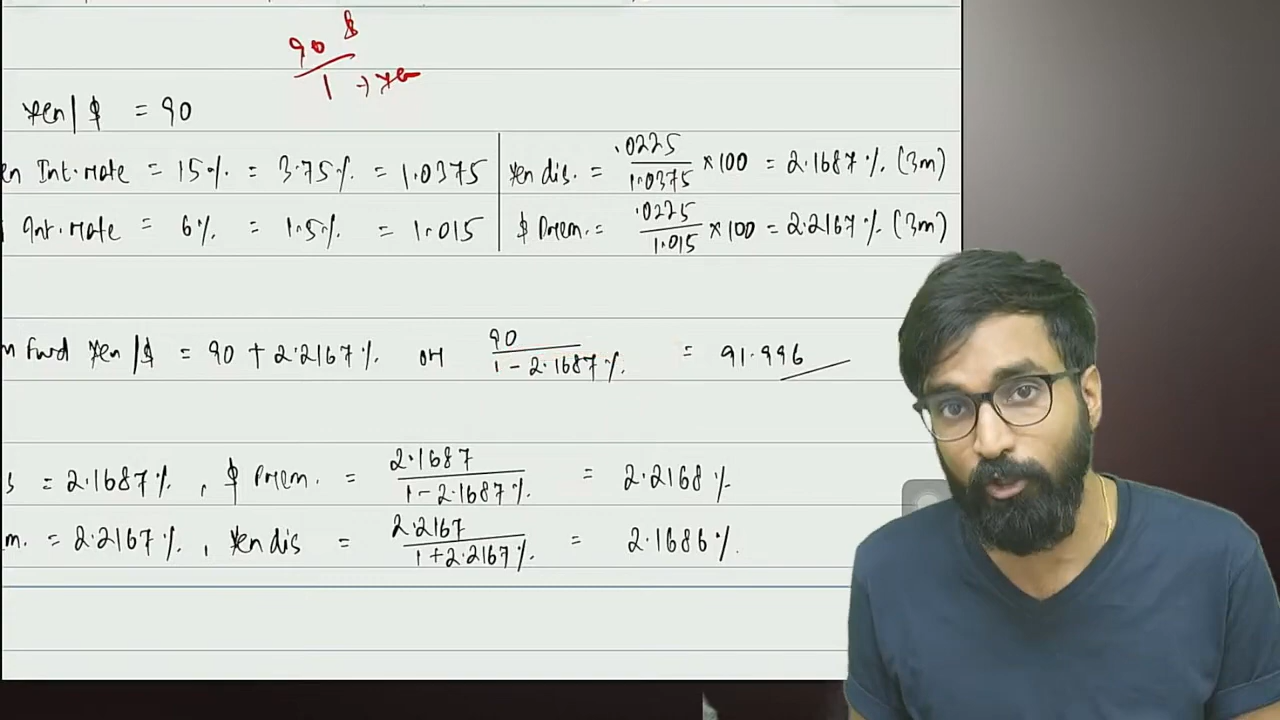 90 $
1 → yen
Yen/$ = 90
en Int. rate = 15% = 3.75% = 1.0375
Yen dis. = .0225 / 1.0375 × 100 = 2.1687% (3m)
Int. rate = 6% = 1.5% = 1.015
$ Prem. = .0225 / 1.015 × 100 = 2.2167% (3m)
m Fwd Yen/$ = 90 + 2.2167% or 90 / 1 - 2.1687% = 91.996
s = 2.1687%, $ Prem. = 2.1687 / 1 - 2.1687% = 2.2168%
m. = 2.2167%, Yen dis = 2.2167 / 1 + 2.2167% = 2.1686%.